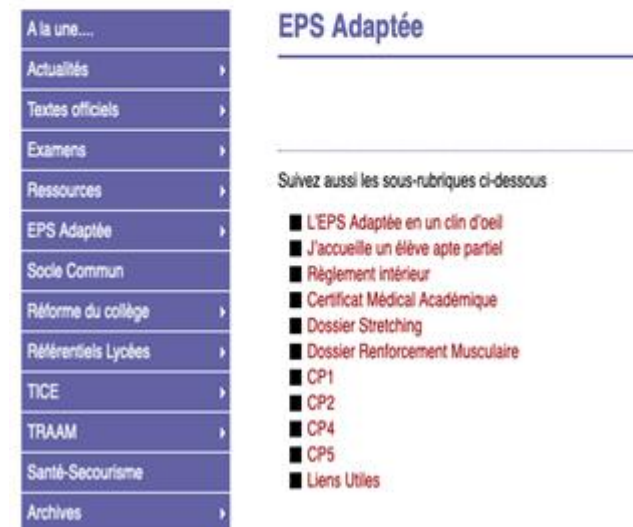 A la une....
Actualités
Textes officiels
Examens
Ressources
EPS Adaptée
Socle Commun
Réforme du collège
Référentiels Lycées
TICE
TRAAM
Santé-Secourisme
Archives
EPS Adaptée
Suivez aussi les sous-rubriques ci-dessous
L'EPS Adaptée en un clin d'oeil
J'accueille un élève apte partiel
Règlement intérieur
Certificat Médical Académique
Dossier Stretching
Dossier Renforcement Musculaire
CP1
CP2
CP4
CP5
Liens Utiles